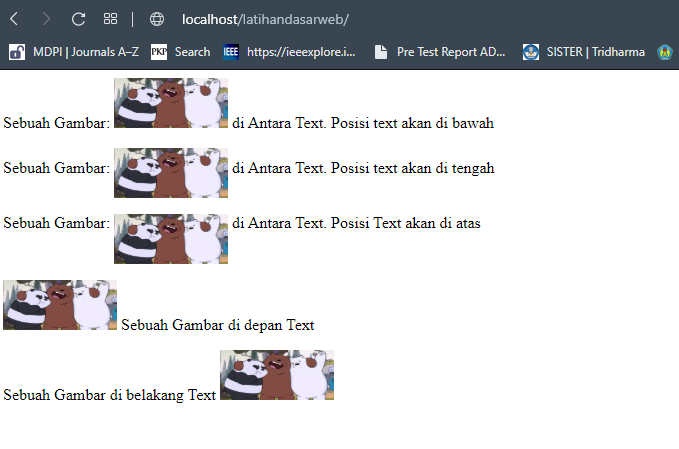 localhost/latihandasarweb/
MDPI | Journals A–Z PKP Search IEEE https://ieeexplore.i... Pre Test Report AD... SISTER | Tridharma
Sebuah Gambar: di Antara Text. Posisi text akan di bawah
Sebuah Gambar: di Antara Text. Posisi text akan di tengah
Sebuah Gambar: di Antara Text. Posisi Text akan di atas
Sebuah Gambar di depan Text
Sebuah Gambar di belakang Text